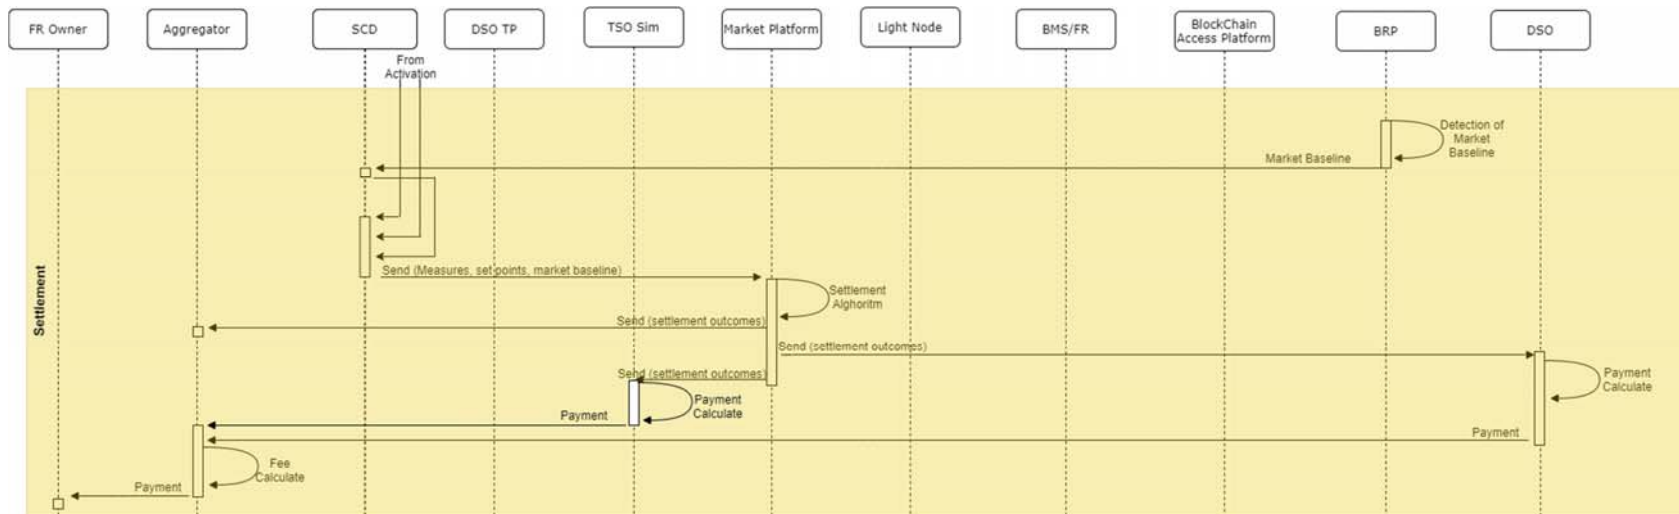 FR Owner
Aggregator
SCD
DSO TP
TSO Sim
Market Platform
Light Node
BMS/FR
BlockChain
Access Platform
BRP
DSO
From
Activation
Detection of
Market
Baseline
Market Baseline
Settlement
Send (Measures, set points, market baseline)
Settlement
Alghoritm
Send (settlement outcomes)
Send (settlement outcomes)
Send (settlement outcomes)
Payment
Calculate
Payment
Calculate
Payment
Payment
Fee
Calculate
Payment